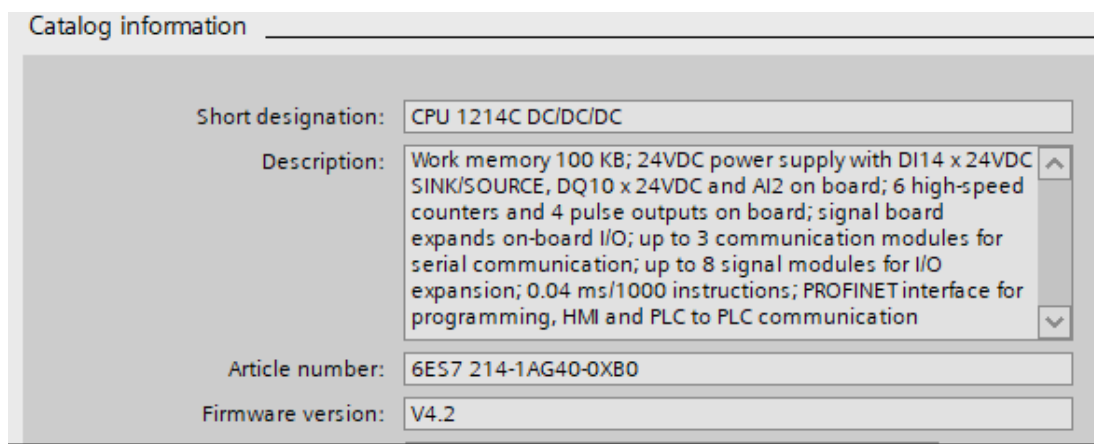 Catalog information
Short designation: CPU 1214C DC/DC/DC
Description: Work memory 100 KB; 24VDC power supply with DI14 x 24VDC
SINK/SOURCE, DQ10 x 24VDC and AI2 on board; 6 high-speed
counters and 4 pulse outputs on board; signal board
expands on-board I/O; up to 3 communication modules for
serial communication; up to 8 signal modules for I/O
expansion; 0.04 ms/1000 instructions; PROFINET interface for
programming, HMI and PLC to PLC communication
Article number: 6ES7 214-1AG40-0XB0
Firmware version: V4.2